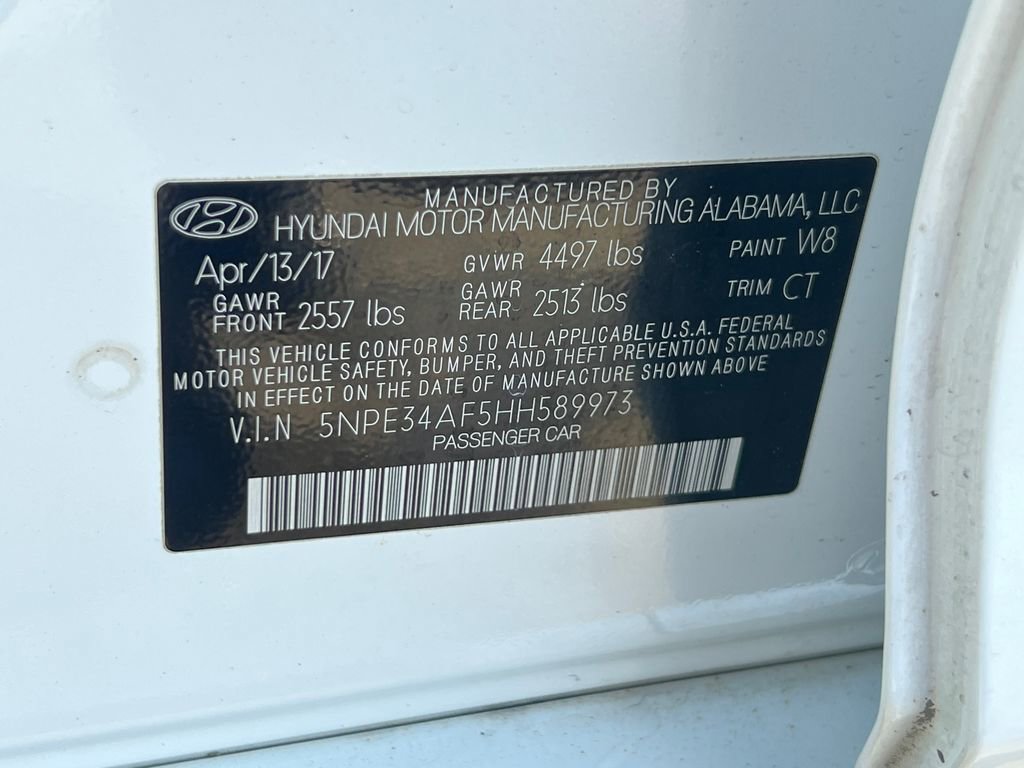 MANUFACTURED BY
HYUNDAI MOTOR MANUFACTURING ALABAMA, LLC
Apr/13/17 GVWR 4497 lbs PAINT W8
GAWR FRONT 2557 lbs GAWR REAR 2513 lbs TRIM CT
THIS VEHICLE CONFORMS TO ALL APPLICABLE U.S.A. FEDERAL
MOTOR VEHICLE SAFETY, BUMPER, AND THEFT PREVENTION STANDARDS
IN EFFECT ON THE DATE OF MANUFACTURE SHOWN ABOVE
V.I.N 5NPE34AF5HH589973
PASSENGER CAR